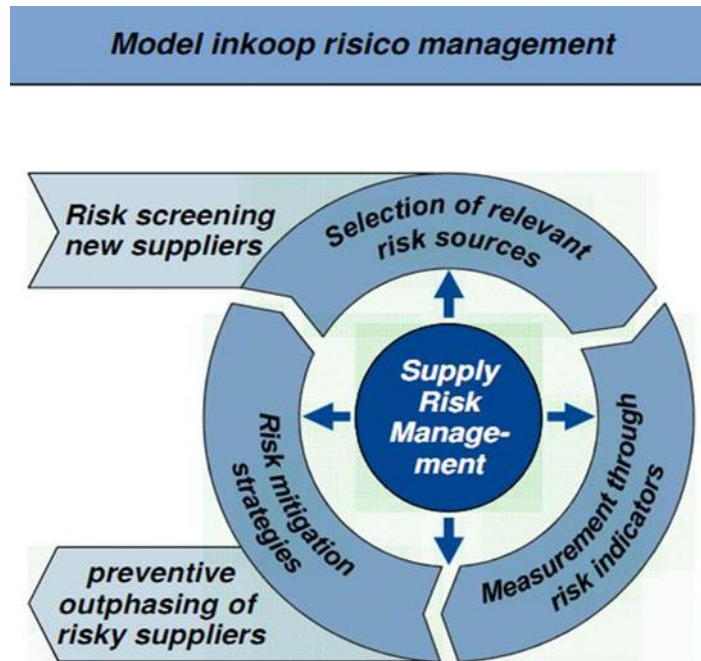 Model inkoop risico management
Risk screening
new suppliers
Selection of relevant
risk sources
Supply
Risk
Manage-
ment
Measurement through
risk indicators
Risk mitigation
strategies
preventive
outphasing of
risky suppliers